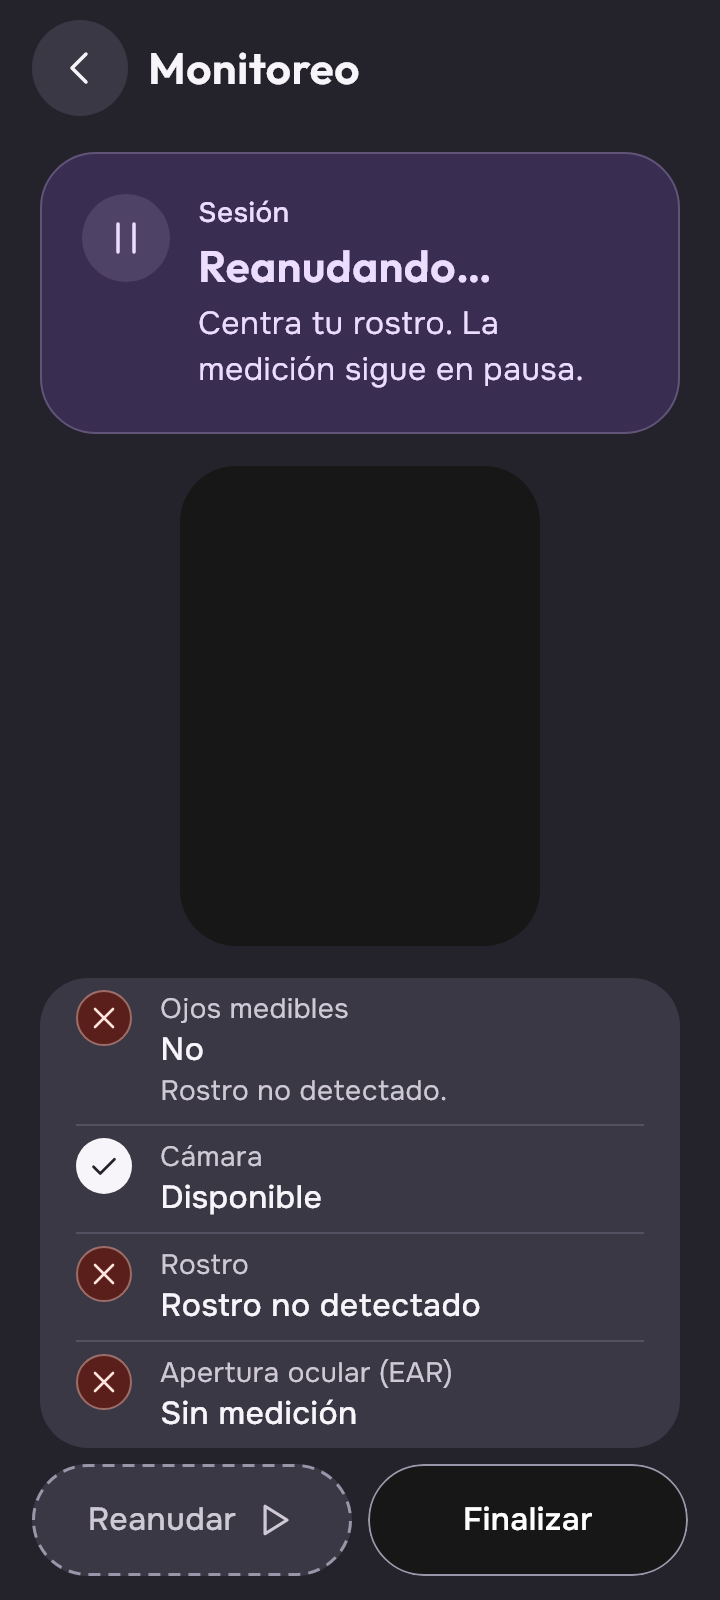 Monitoreo
Sesión
Reanudando...
Centra tu rostro. La
medición sigue en pausa.
Ojos medibles
No
Rostro no detectado.
Cámara
Disponible
Rostro
Rostro no detectado
Apertura ocular (EAR)
Sin medición
Reanudar
Finalizar